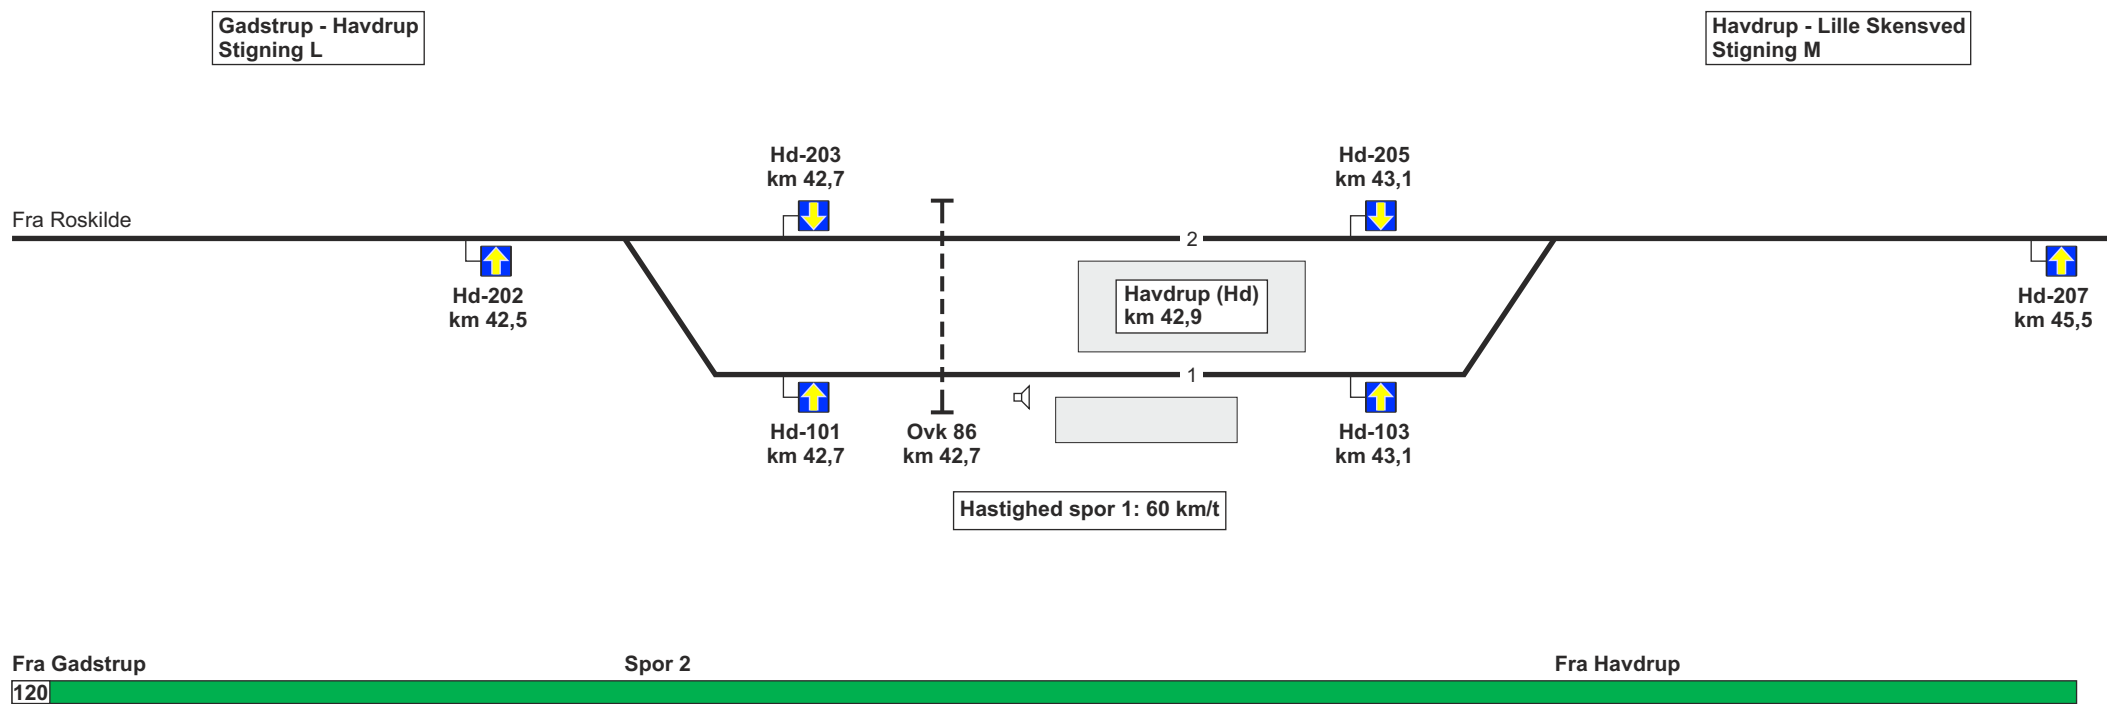 Gadstrup - Havdrup
Stigning L
Havdrup - Lille Skensved
Stigning M
Hd-203
km 42,7
Hd-205
km 43,1
Fra Roskilde
2
Hd-202
km 42,5
Havdrup (Hd)
km 42,9
Hd-207
km 45,5
1
Hd-101
km 42,7
Ovk 86
km 42,7
Hd-103
km 43,1
Hastighed spor 1: 60 km/t
Fra Gadstrup
Spor 2
Fra Havdrup
120